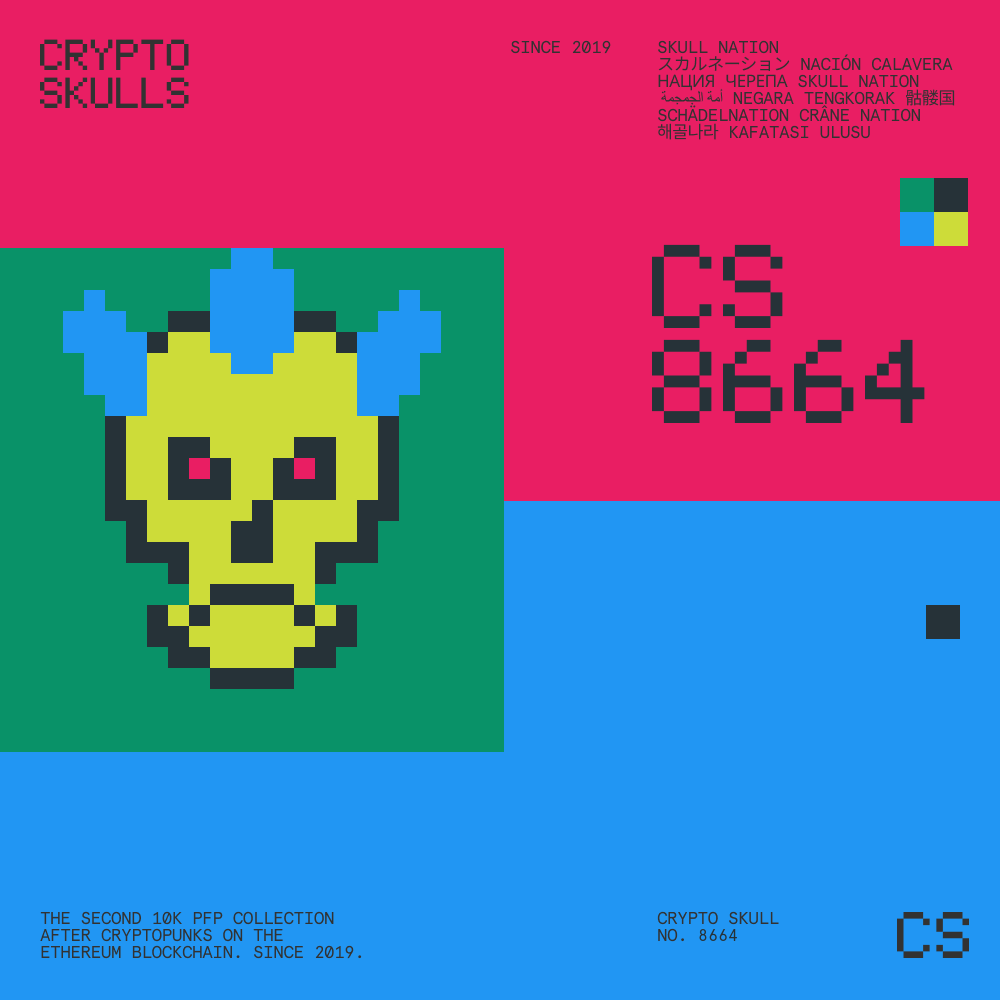 CRYPTO
SKULLS
SINCE 2019
SKULL NATION
スカルネーション NACIÓN CALAVERA
НАЦИЯ ЧЕРЕПА SKULL NATION
أمة الجمجمة NEGARA TENGKORAK 骷髅国
SCHÄDELNATION CRÂNE NATION
해골나라 KAFATASI ULUSU
CS
8664
THE SECOND 10K PFP COLLECTION
AFTER CRYPTOPUNKS ON THE
ETHEREUM BLOCKCHAIN. SINCE 2019.
CRYPTO SKULL
NO. 8664
CS